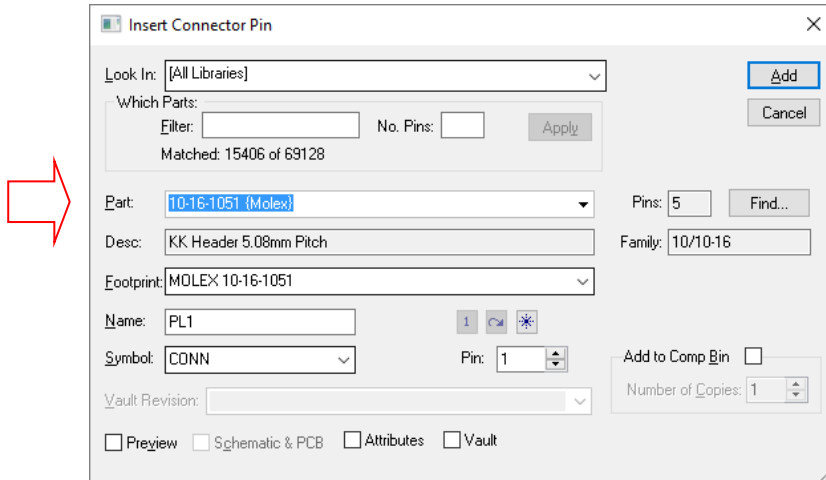 Insert Connector Pin
Look In: [All Libraries] Add
Which Parts: Cancel
Filter: No. Pins: Apply
Matched: 15406 of 69128
Part: 10-16-1051 {Molex} Pins: 5 Find...
Desc: KK Header 5.08mm Pitch Family: 10/10-16
Footprint: MOLEX 10-16-1051
Name: PL1 1
Symbol: CONN Pin: 1 Add to Comp Bin
Vault Revision: Number of Copies: 1
Preview Schematic & PCB Attributes Vault